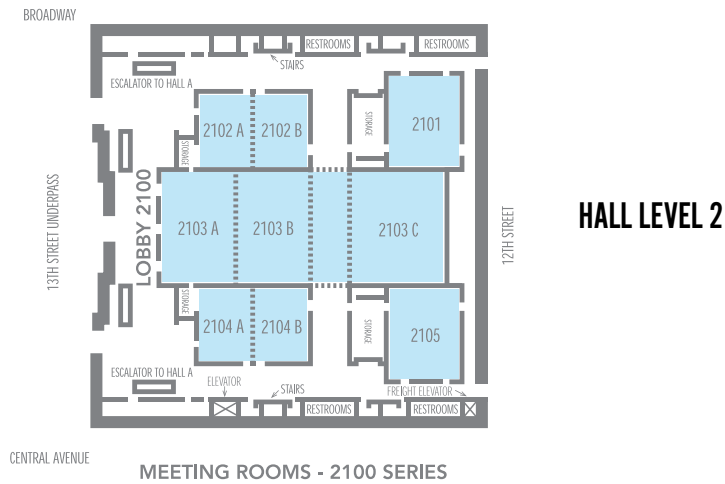 BROADWAY
RESTROOMS
RESTROOMS
STAIRS
ESCALATOR TO HALL A
STORAGE
2101
2102 A
2102 B
STORAGE
13TH STREET UNDERPASS
LOBBY 2100
2103 A
2103 B
2103 C
12TH STREET
HALL LEVEL 2
STORAGE
2104 A
2104 B
STORAGE
2105
ESCALATOR TO HALL A
ELEVATOR
STAIRS
FREIGHT ELEVATOR
RESTROOMS
RESTROOMS
CENTRAL AVENUE
MEETING ROOMS - 2100 SERIES